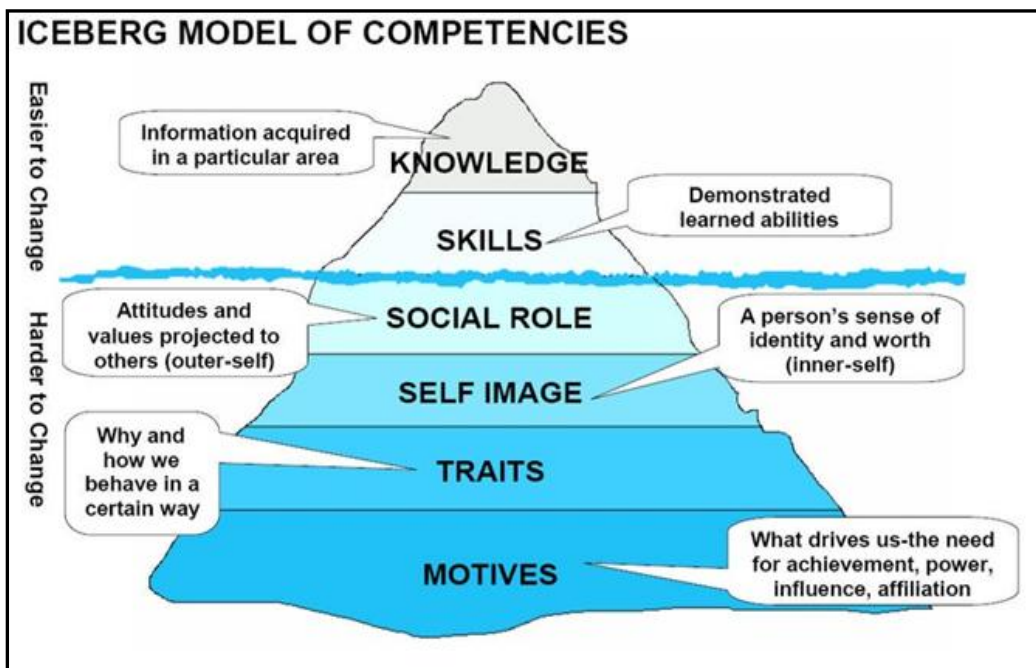 ICEBERG MODEL OF COMPETENCIES
Easier to Change
Information acquired
in a particular area
KNOWLEDGE
Demonstrated
learned abilities
SKILLS
Harder to Change
Attitudes and
values projected to
others (outer-self)
SOCIAL ROLE
A person's sense of
identity and worth
(inner-self)
SELF IMAGE
Why and
how we
behave in a
certain way
TRAITS
What drives us-the need
for achievement, power,
influence, affiliation
MOTIVES